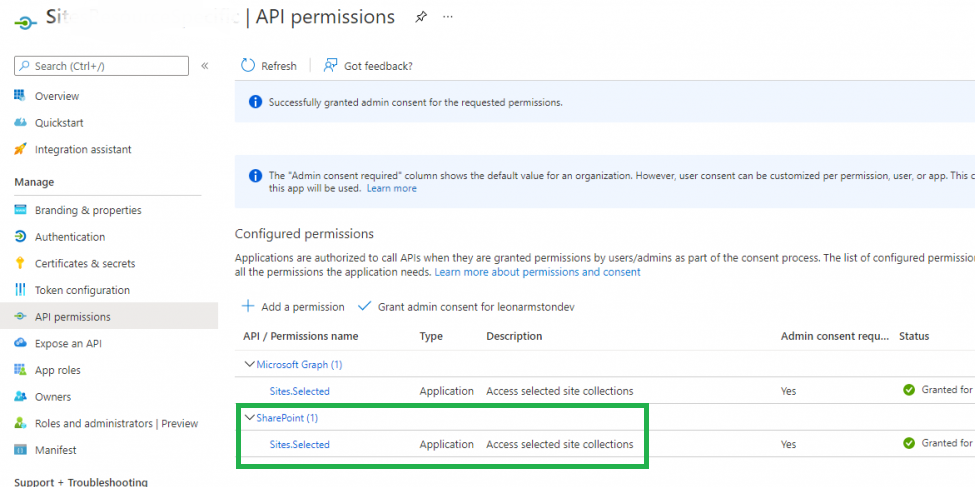 | API permissions
Search (Ctrl+/)
«
Refresh
Got feedback?
Overview
Quickstart
Integration assistant
Manage
Branding & properties
Authentication
Certificates & secrets
Token configuration
API permissions
Expose an API
App roles
Owners
Roles and administrators | Preview
Manifest
Support + Troubleshooting
Successfully granted admin consent for the requested permissions.
The "Admin consent required" column shows the default value for an organization. However, user consent can be customized per permission, user, or app. This c
this app will be used. Learn more
Configured permissions
Applications are authorized to call APIs when they are granted permissions by users/admins as part of the consent process. The list of configured permission
all the permissions the application needs. Learn more about permissions and consent
Add a permission
Grant admin consent for leonarmstondev
API / Permissions name Type Description Admin consent requ... Status
Microsoft Graph (1)
Sites.Selected Application Access selected site collections Yes Granted for
SharePoint (1)
Sites.Selected Application Access selected site collections Yes Granted for